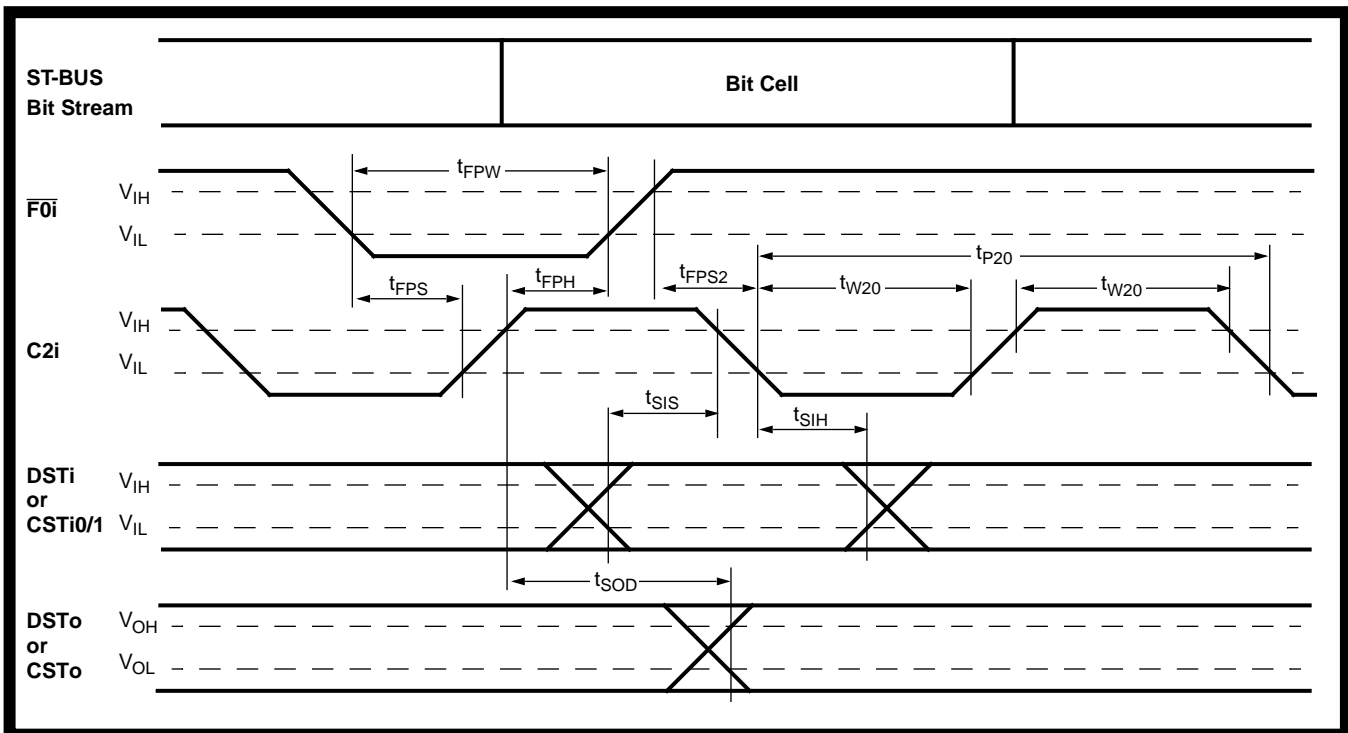 ST-BUS
Bit Stream
Bit Cell
tFPW
F0i
VIH
VIL
tP20
tFPS
tFPH
tFPS2
tW20
tW20
C2i
VIH
VIL
tSIS
tSIH
DSTi
or
CSTi0/1
VIH
VIL
tSOD
DSTo
or
CSTo
VOH
VOL